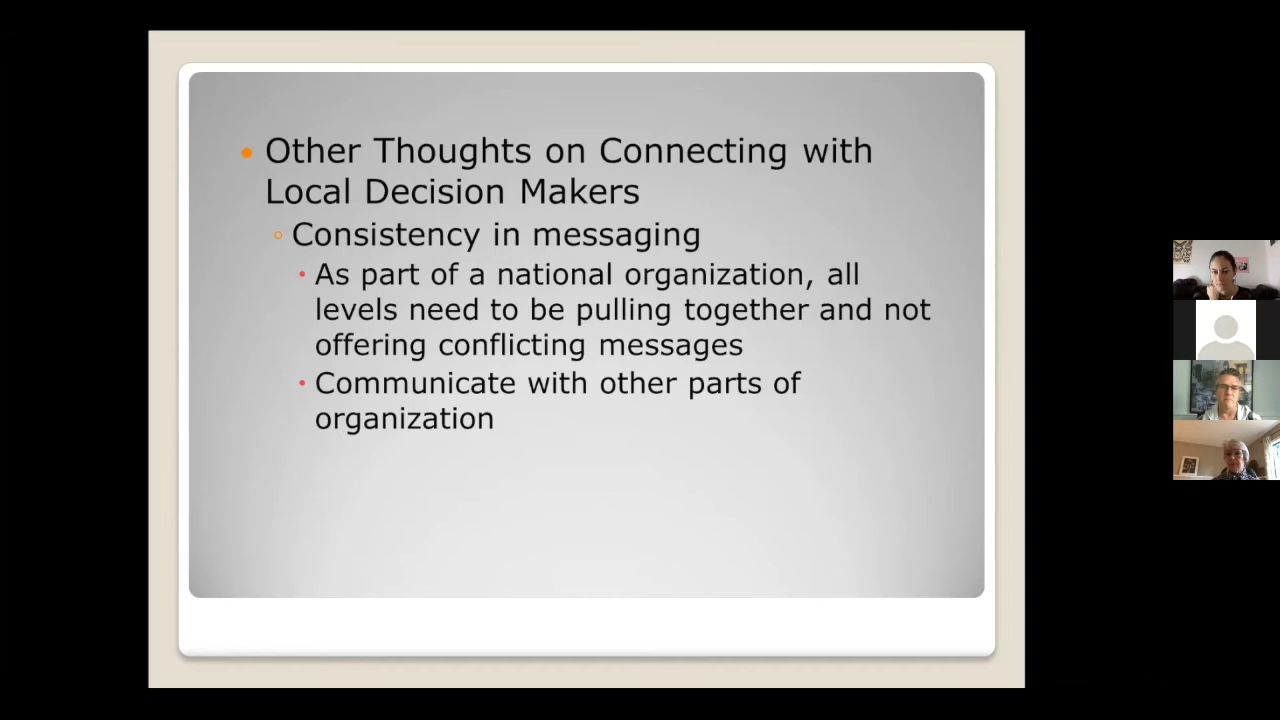 Other Thoughts on Connecting with
Local Decision Makers
Consistency in messaging
As part of a national organization, all
levels need to be pulling together and not
offering conflicting messages
Communicate with other parts of
organization